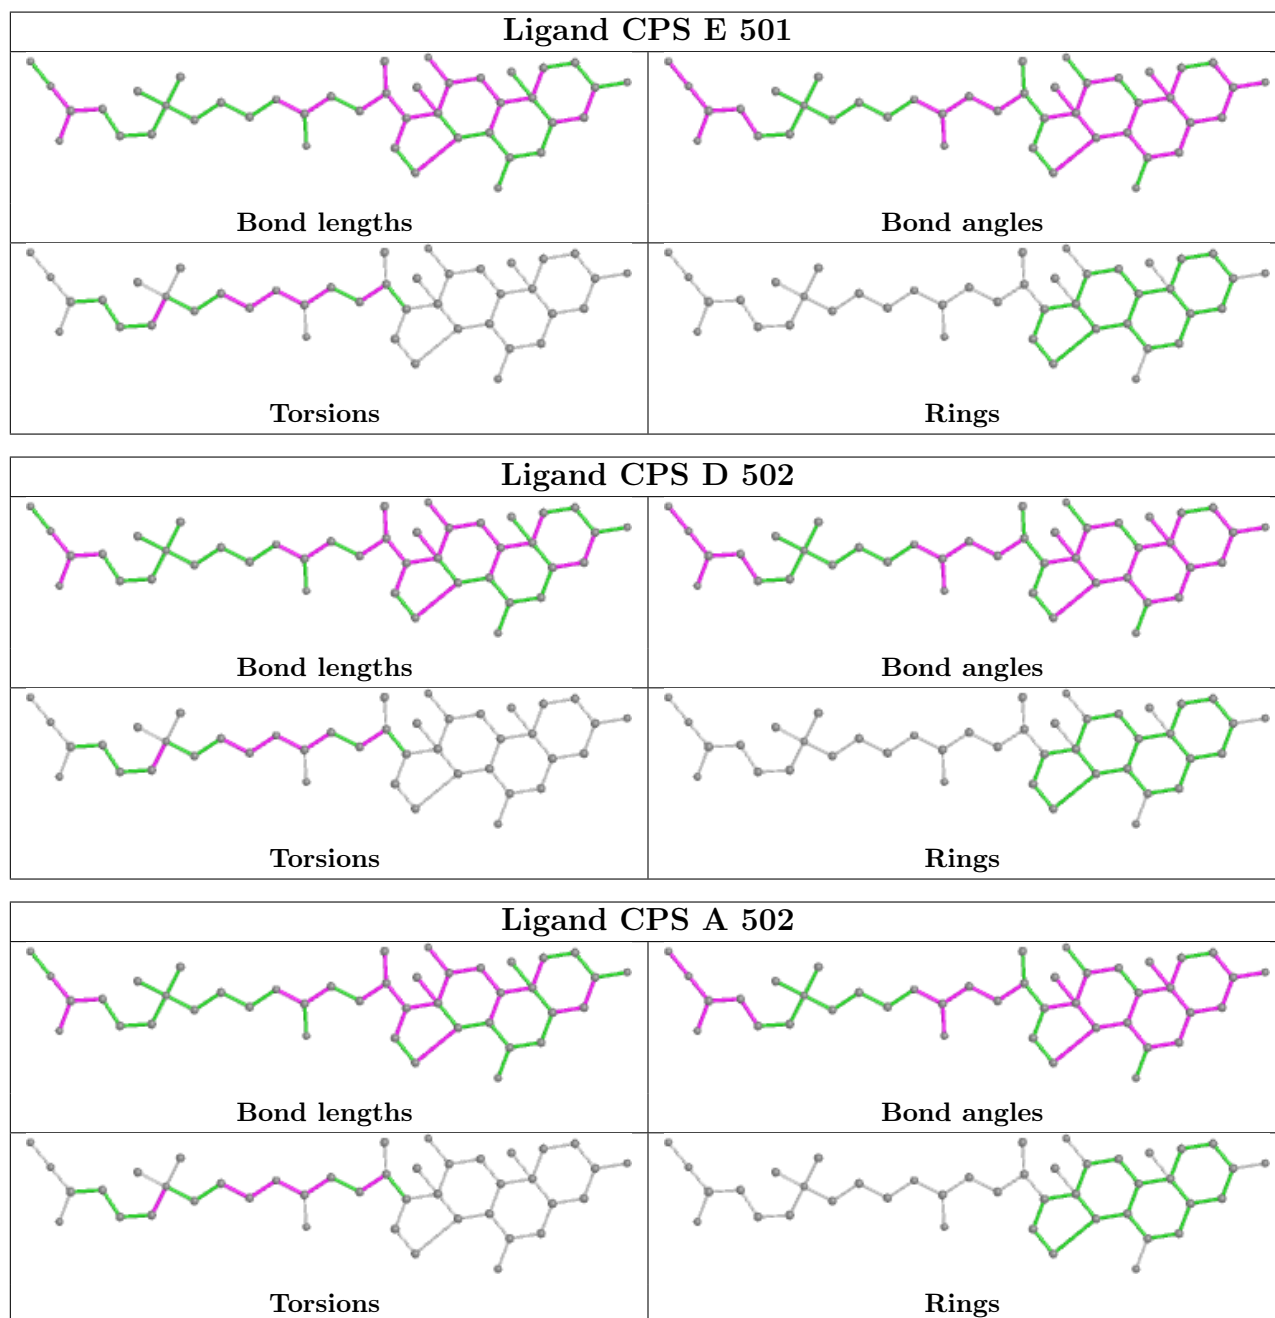 Ligand CPS E 501
Bond lengths
Bond angles
Torsions
Rings
Ligand CPS D 502
Bond lengths
Bond angles
Torsions
Rings
Ligand CPS A 502
Bond lengths
Bond angles
Torsions
Rings